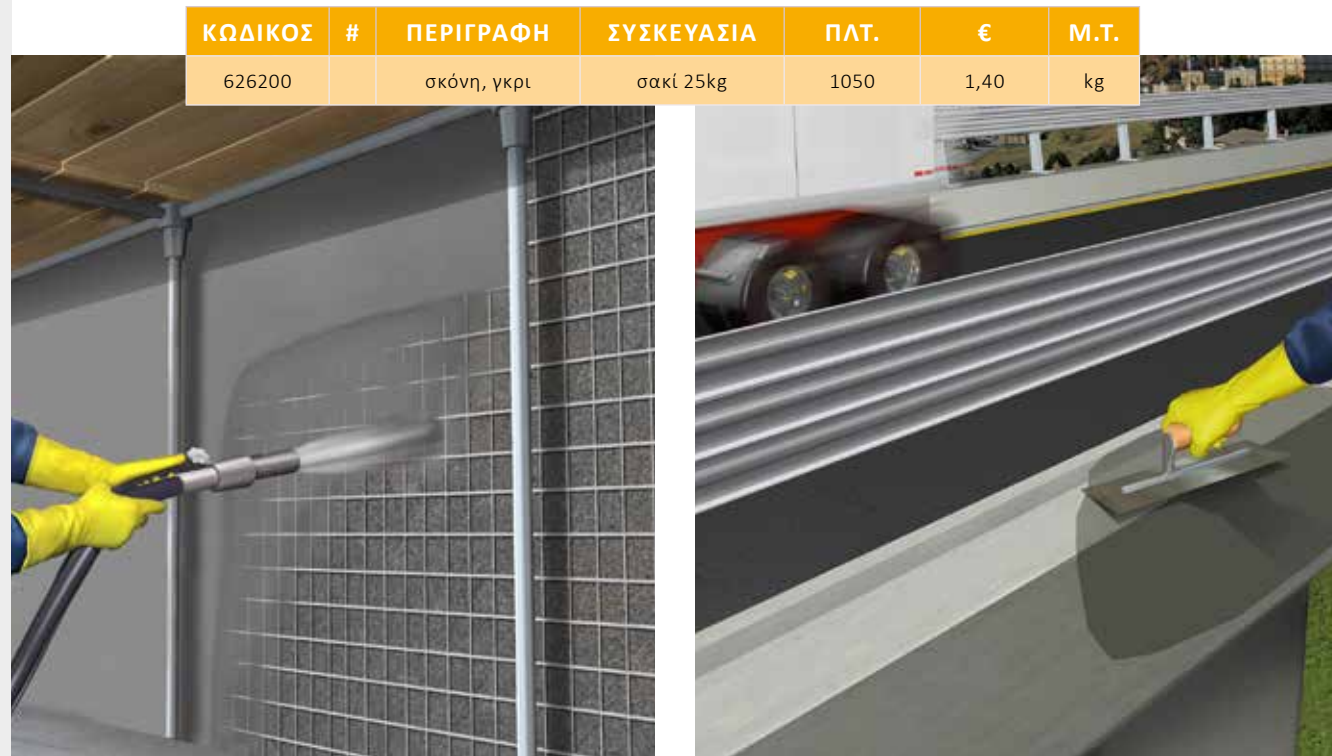 ΚΩΔΙΚΟΣ # ΠΕΡΙΓΡΑΦΗ ΣΥΣΚΕΥΑΣΙΑ ΠΛΤ. € Μ.Τ.
626200 σκόνη, γκρι σακί 25kg 1050 1,40 kg